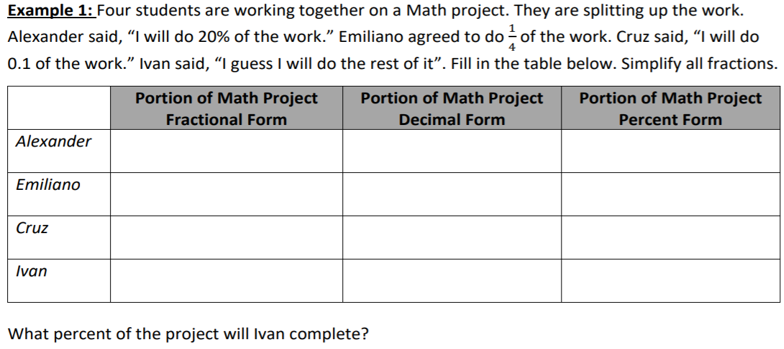 Example 1: Four students are working together on a Math project. They are splitting up the work.
Alexander said, “I will do 20% of the work.” Emiliano agreed to do 1/4 of the work. Cruz said, “I will do
0.1 of the work.” Ivan said, “I guess I will do the rest of it”. Fill in the table below. Simplify all fractions.
Portion of Math Project Portion of Math Project Portion of Math Project
Fractional Form Decimal Form Percent Form
Alexander
Emiliano
Cruz
Ivan
What percent of the project will Ivan complete?